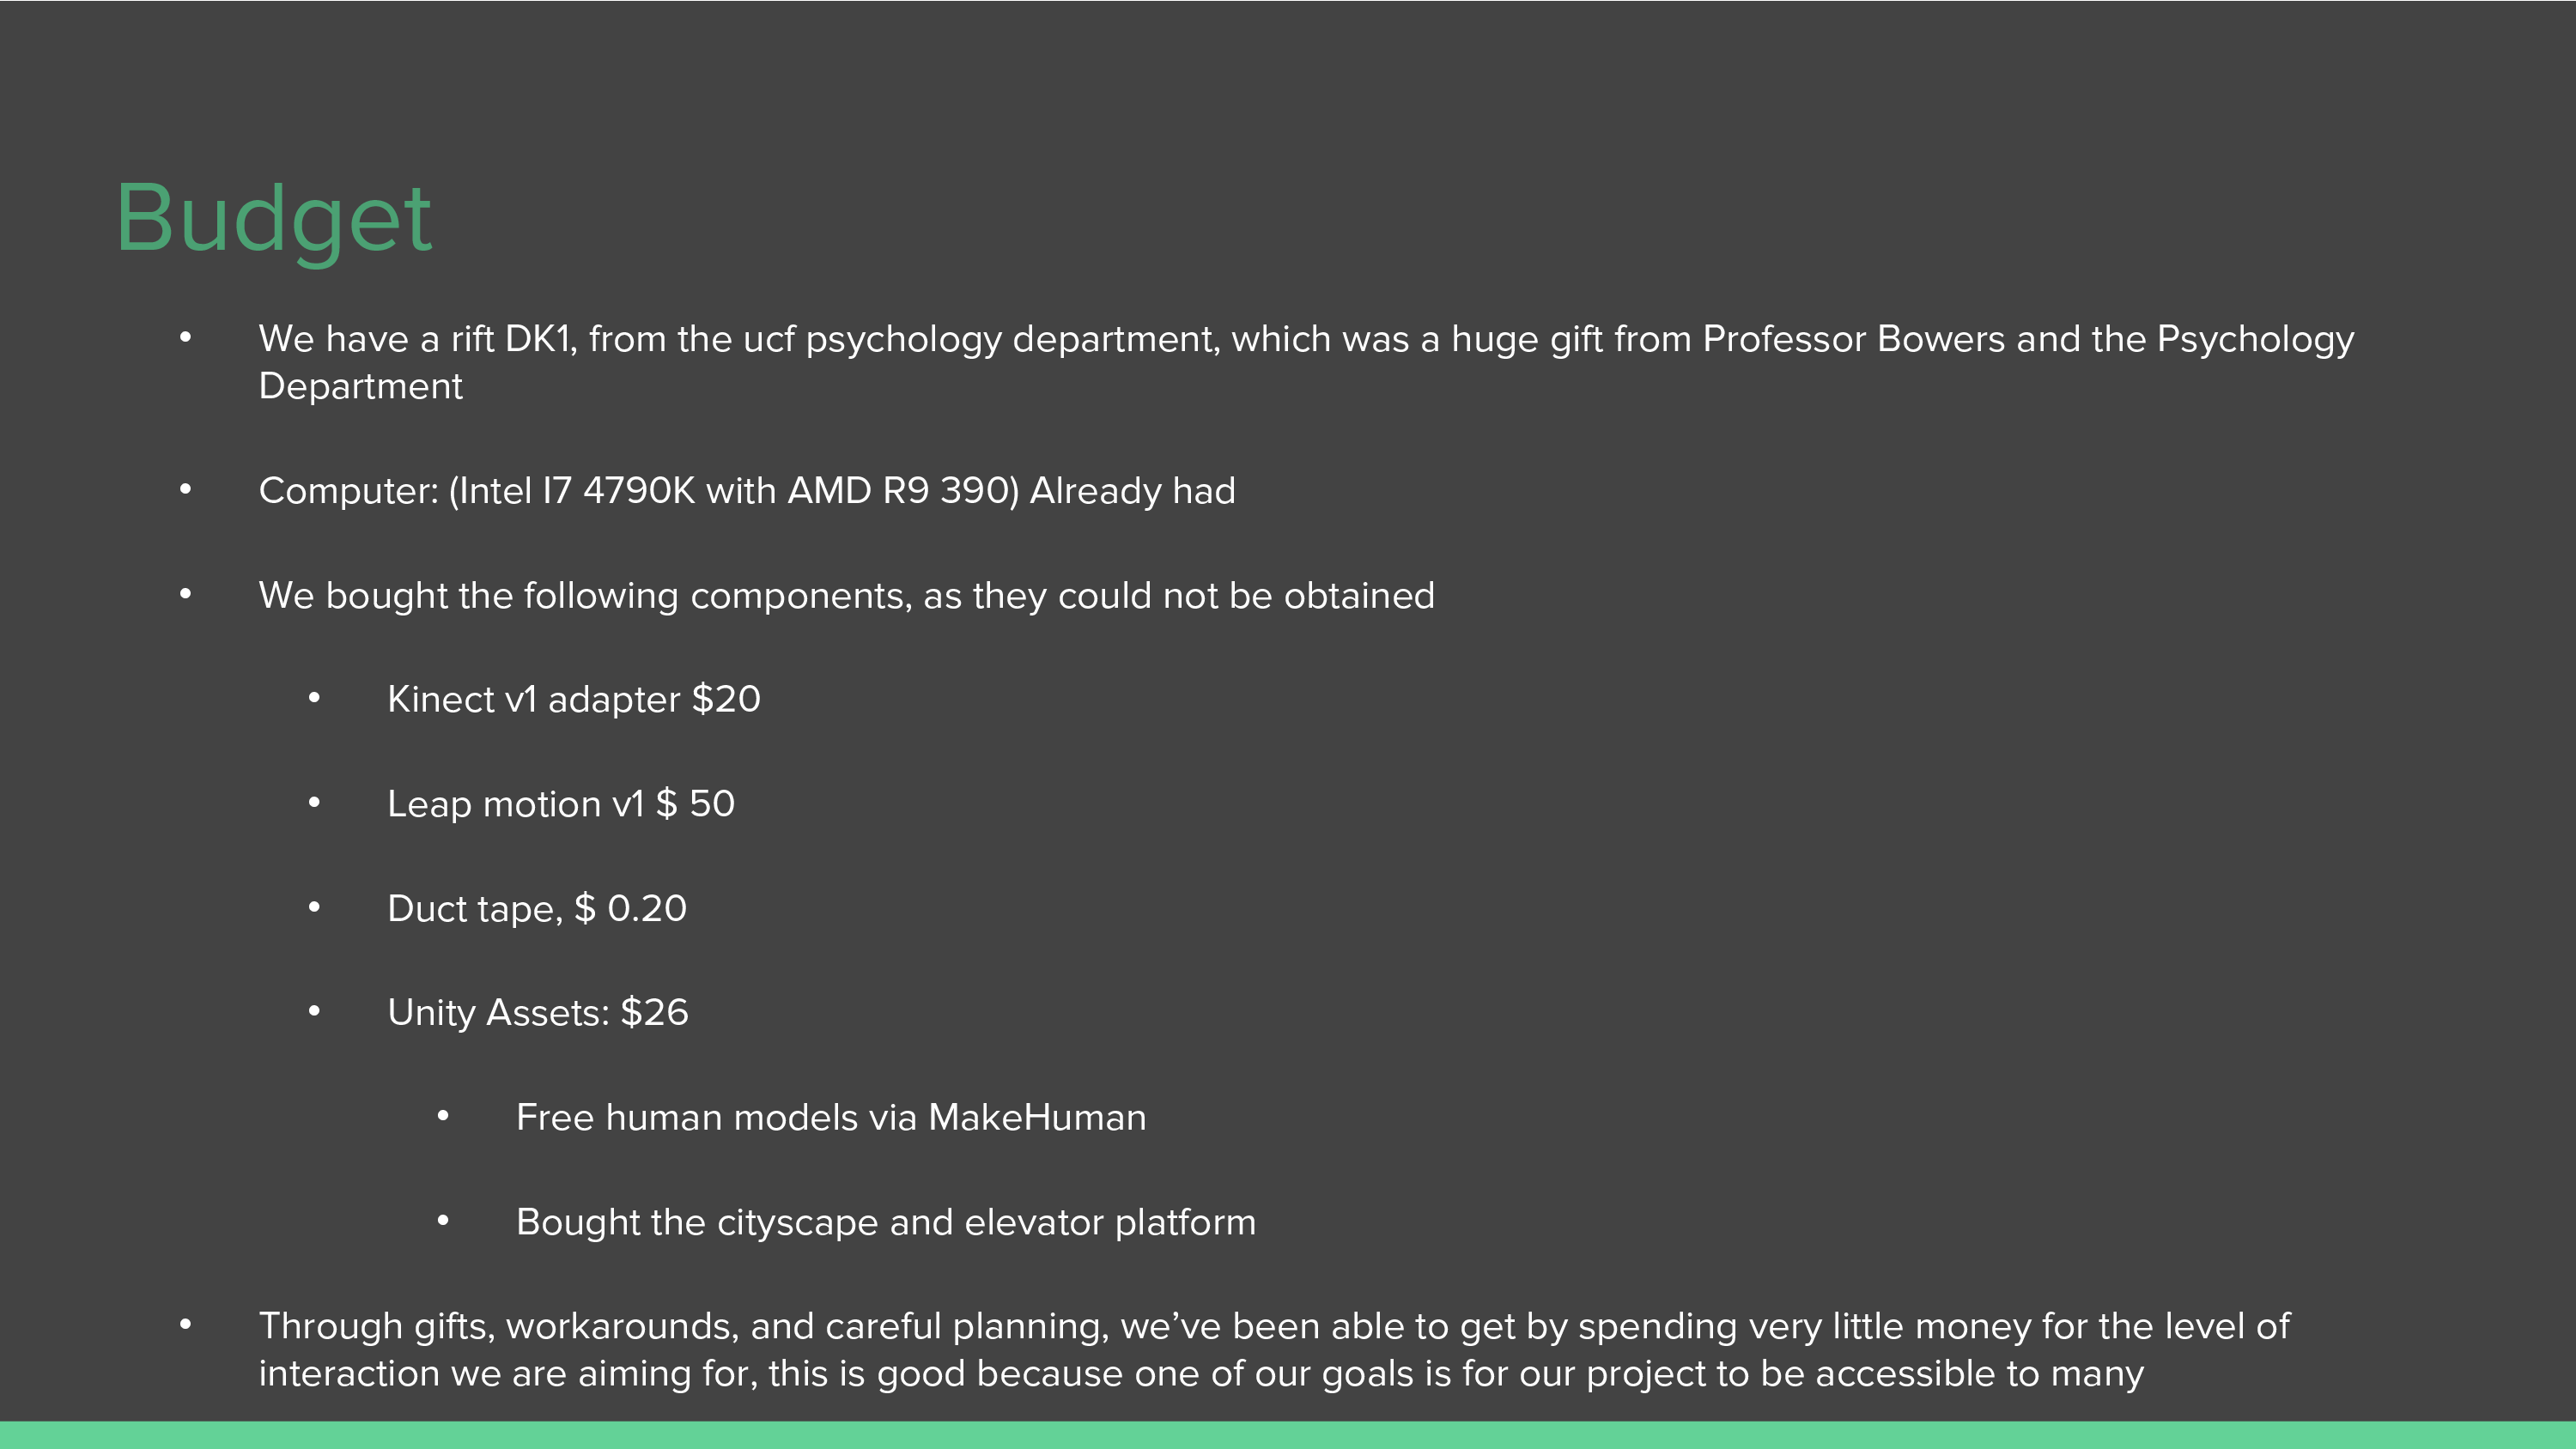 Budget
• We have a rift DK1, from the ucf psychology department, which was a huge gift from Professor Bowers and the Psychology
Department
• Computer: (Intel I7 4790K with AMD R9 390) Already had
• We bought the following components, as they could not be obtained
• Kinect v1 adapter $20
• Leap motion v1 $ 50
• Duct tape, $ 0.20
• Unity Assets: $26
• Free human models via MakeHuman
• Bought the cityscape and elevator platform
• Through gifts, workarounds, and careful planning, we’ve been able to get by spending very little money for the level of
interaction we are aiming for, this is good because one of our goals is for our project to be accessible to many